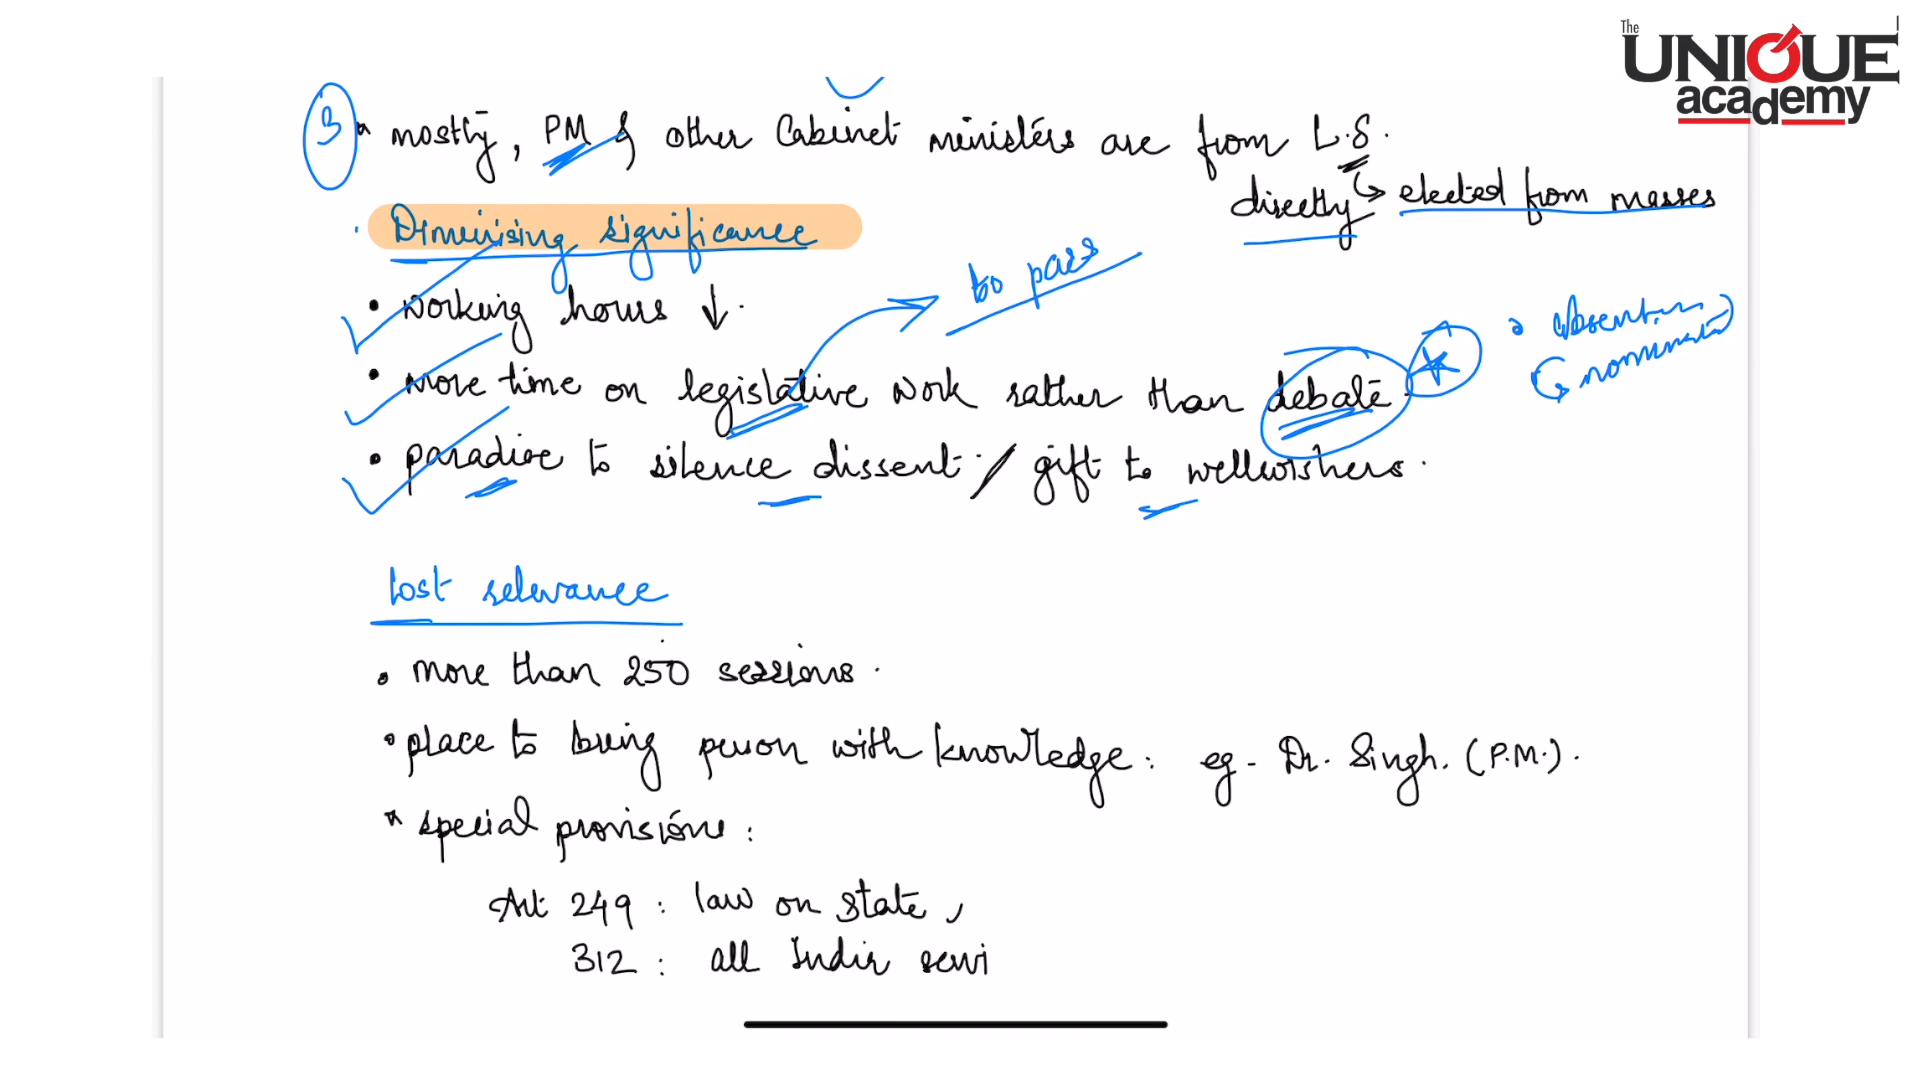 The
UNIQUE
academy
3 mostly, PM & other Cabinet ministers are from L.S.
directly → elected from masses
Diminising significance
to pass
• working hours ↓.
• absentism
↳ nominated
• more time on legislative work rather than debate
• paradise to silence dissent / gift to wellwishers.
Lost relevance
• more than 250 sessions.
• place to bring person with knowledge: eg - Dr. Singh. (P.M.).
* special provisions:
Art 249 : law on State,
312 : all India servi